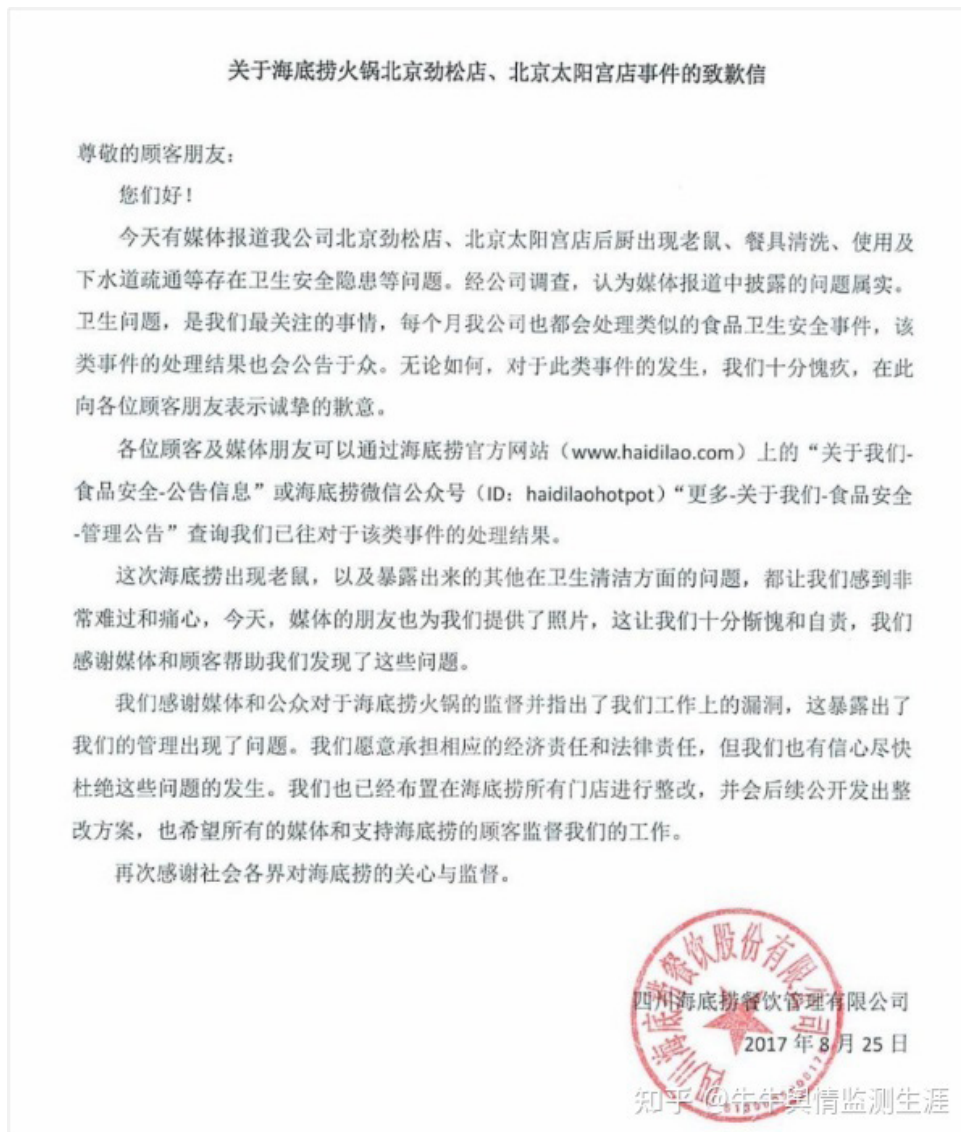 关于海底捞火锅北京劲松店、北京太阳宫店事件的致歉信
尊敬的顾客朋友：
您们好！
今天有媒体报道我公司北京劲松店、北京太阳宫店后厨出现老鼠、餐具清洗、使用及
下水道疏通等存在卫生安全隐患等问题。经公司调查，认为媒体报道中披露的问题属实。
卫生问题，是我们最关注的事情，每个月我公司也都会处理类似的食品卫生安全事件，该
类事件的处理结果也会公告于众。无论如何，对于此类事件的发生，我们十分愧疚，在此
向各位顾客朋友表示诚挚的歉意。
各位顾客及媒体朋友可以通过海底捞官方网站（www.haidilao.com）上的“关于我们-
食品安全-公告信息”或海底捞微信公众号（ID：haidilaohotpot）“更多-关于我们-食品安全
-管理公告”查询我们已往对于该类事件的处理结果。
这次海底捞出现老鼠，以及暴露出来的其他在卫生清洁方面的问题，都让我们感到非
常难过和痛心，今天，媒体的朋友也为我们提供了照片，这让我们十分惭愧和自责，我们
感谢媒体和顾客帮助我们发现了这些问题。
我们感谢媒体和公众对于海底捞火锅的监督并指出了我们工作上的漏洞，这暴露出了
我们的管理出现了问题。我们愿意承担相应的经济责任和法律责任，但我们也有信心尽快
杜绝这些问题的发生。我们也已经布置在海底捞所有门店进行整改，并会后续公开发出整
改方案，也希望所有的媒体和支持海底捞的顾客监督我们的工作。
再次感谢社会各界对海底捞的关心与监督。
四川海底捞餐饮股份有限公司
四川海底捞餐饮管理有限公司
2017 年 8 月 25 日
知乎 @牛牛舆情监测生涯